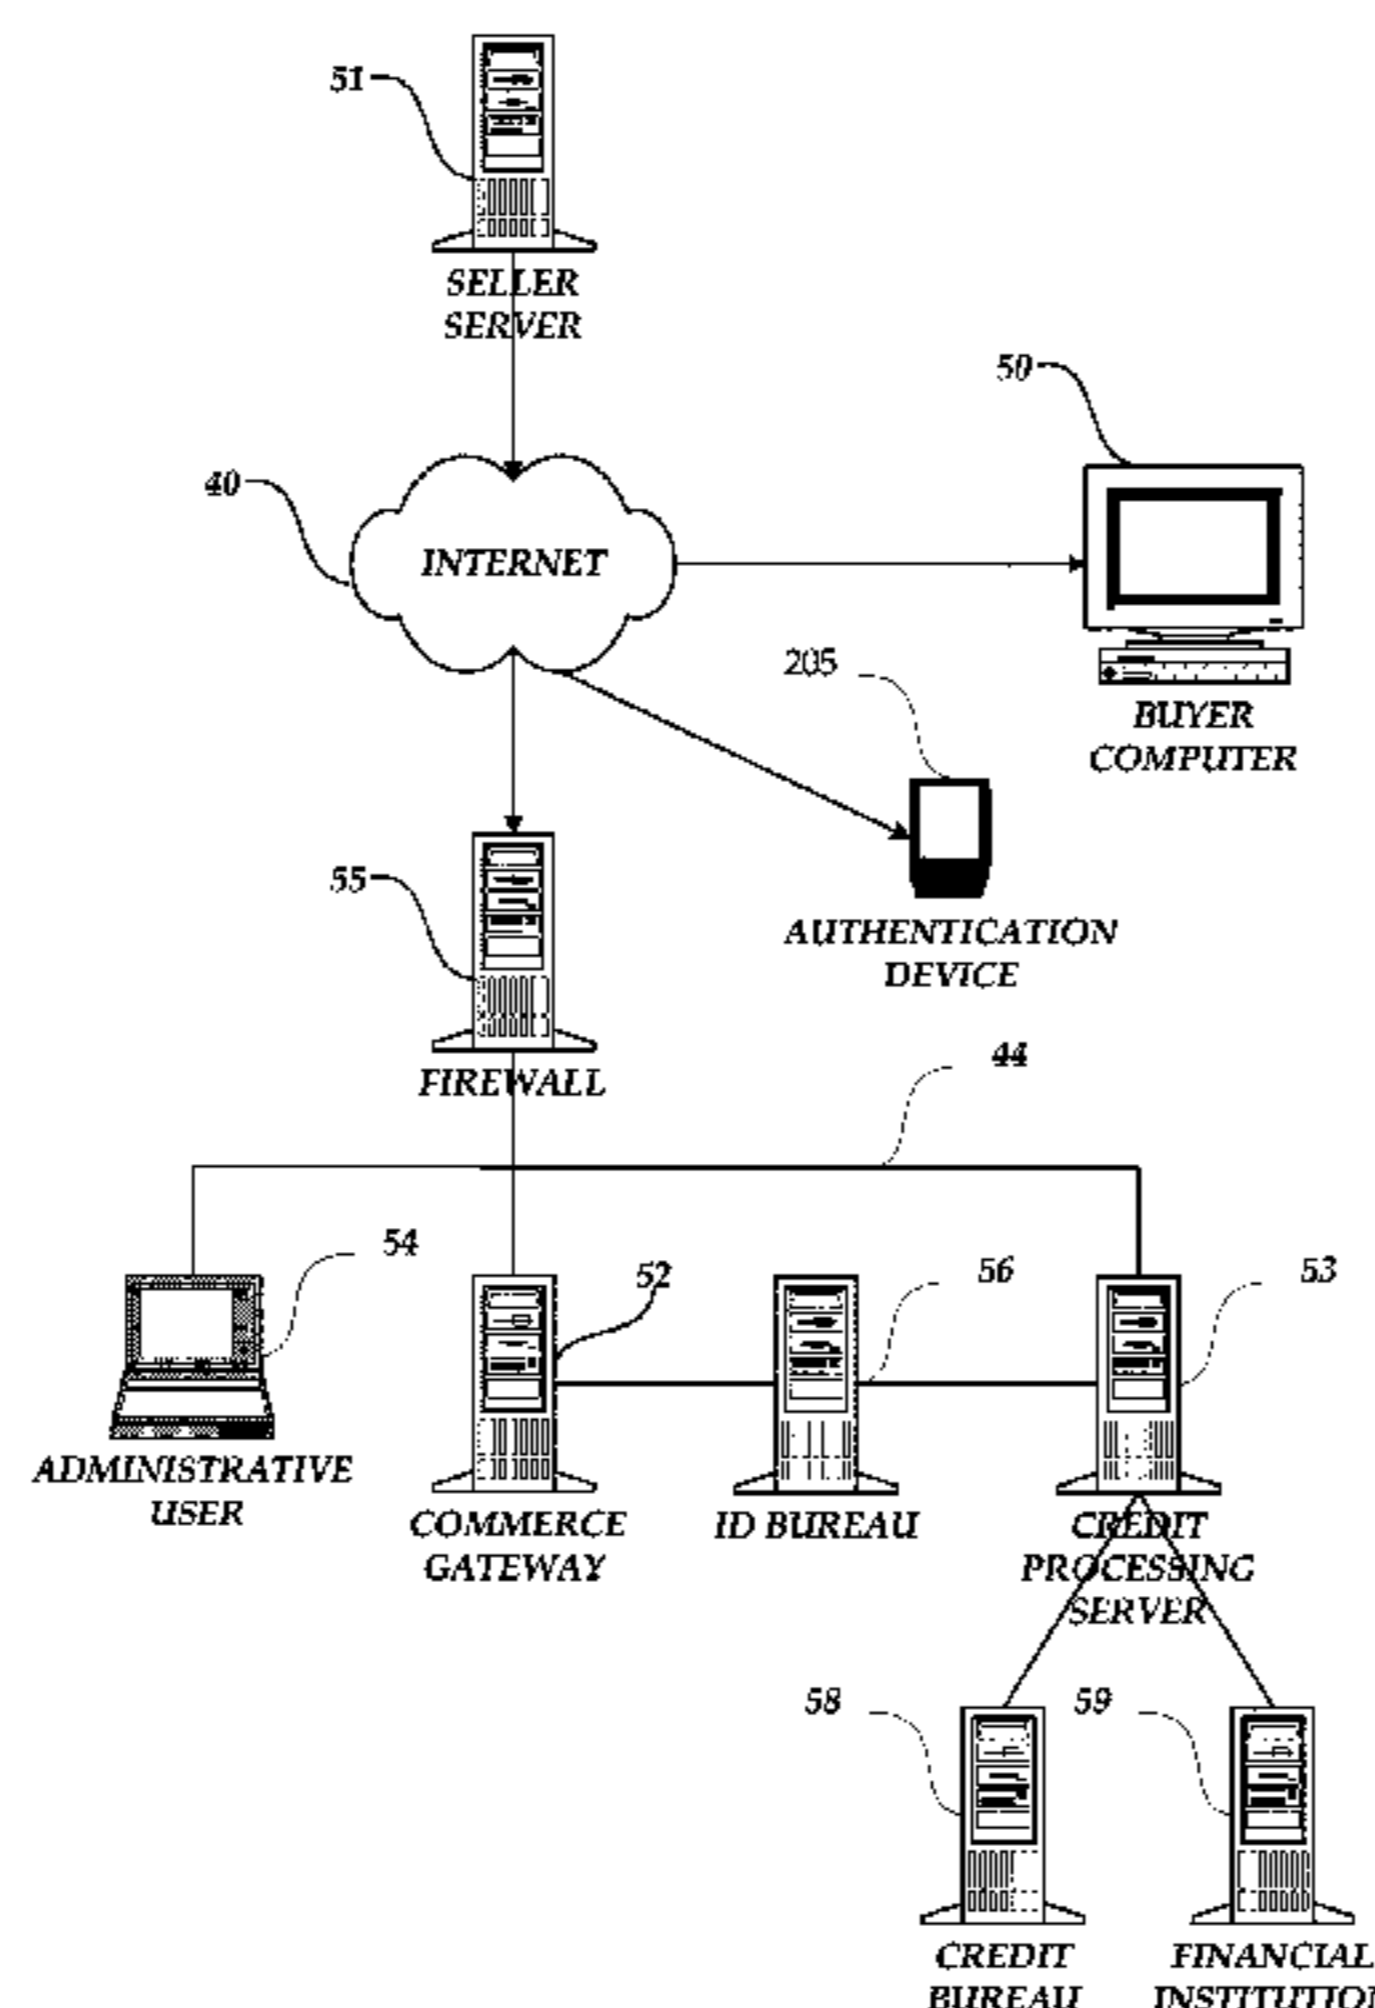 51
SELLER
SERVER
50
40
INTERNET
205
BUYER
COMPUTER
55
AUTHENTICATION
DEVICE
44
FIREWALL
54
52
56
53
ADMINISTRATIVE
USER
COMMERCE
GATEWAY
ID BUREAU
CREDIT
PROCESSING
SERVER
58
59
CREDIT
BUREAU
FINANCIAL
INSTITUTION